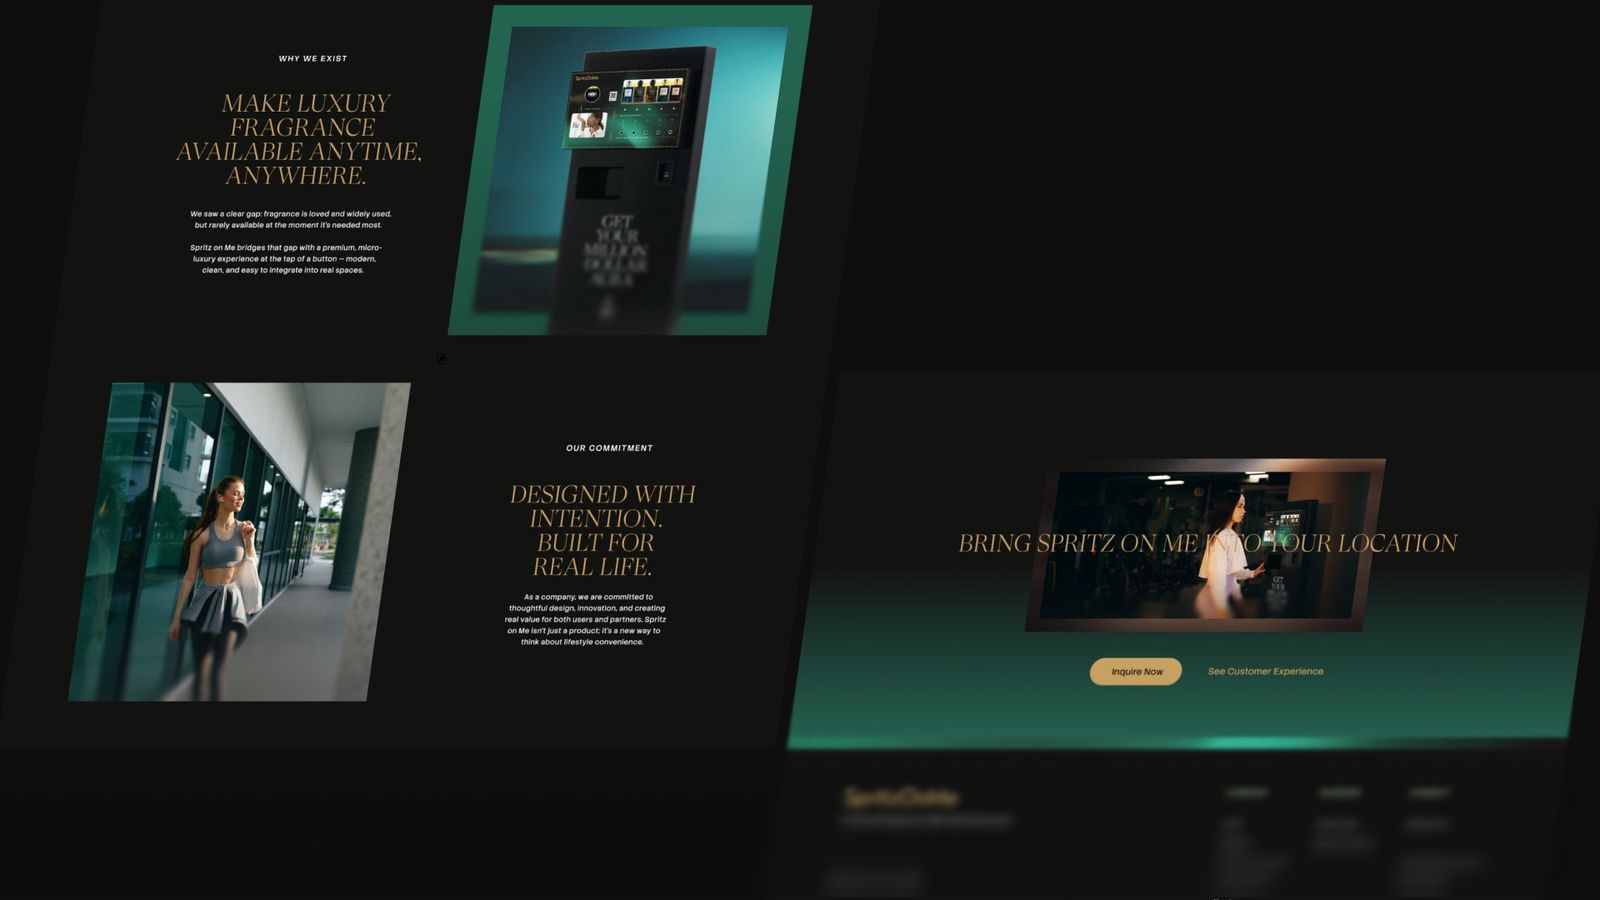 WHY WE EXIST
MAKE LUXURY
FRAGRANCE
AVAILABLE ANYTIME,
ANYWHERE.
We saw a clear gap: fragrance is loved and widely used,
but rarely available at the moment it's needed most.
Spritz on Me bridges that gap with a premium, micro-
luxury experience at the tap of a button — modern,
clean, and easy to integrate into real spaces.
SpritzOnMe
GET
YOUR
MILLION
DOLLAR
AURA
OUR COMMITMENT
DESIGNED WITH
INTENTION.
BUILT FOR
REAL LIFE.
As a company, we are committed to
thoughtful design, innovation, and creating
real value for both users and partners. Spritz
on Me isn't just a product; it's a new way to
think about lifestyle convenience.
BRING SPRITZ ON ME INTO YOUR LOCATION
GET
YOUR
Inquire Now
See Customer Experience
SpritzOnMe